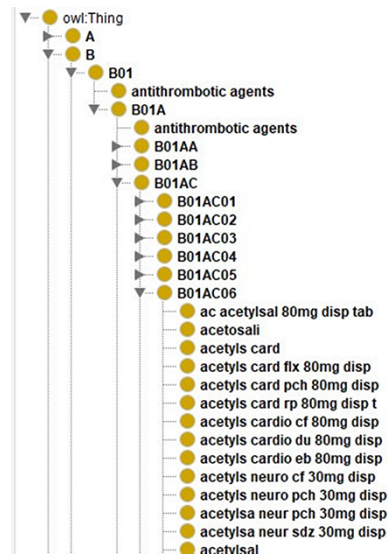 owl:Thing
A
B
B01
antithrombotic agents
B01A
antithrombotic agents
B01AA
B01AB
B01AC
B01AC01
B01AC02
B01AC03
B01AC04
B01AC05
B01AC06
ac acetylsal 80mg disp tab
acetosali
acetyls card
acetyls card flx 80mg disp
acetyls card pch 80mg disp
acetyls card rp 80mg disp t
acetyls cardio cf 80mg disp
acetyls cardio du 80mg disp
acetyls cardio eb 80mg disp
acetyls neuro cf 30mg disp
acetyls neuro pch 30mg disp
acetylsa neur pch 30mg disp
acetylsa neur sdz 30mg disp
acetylsal